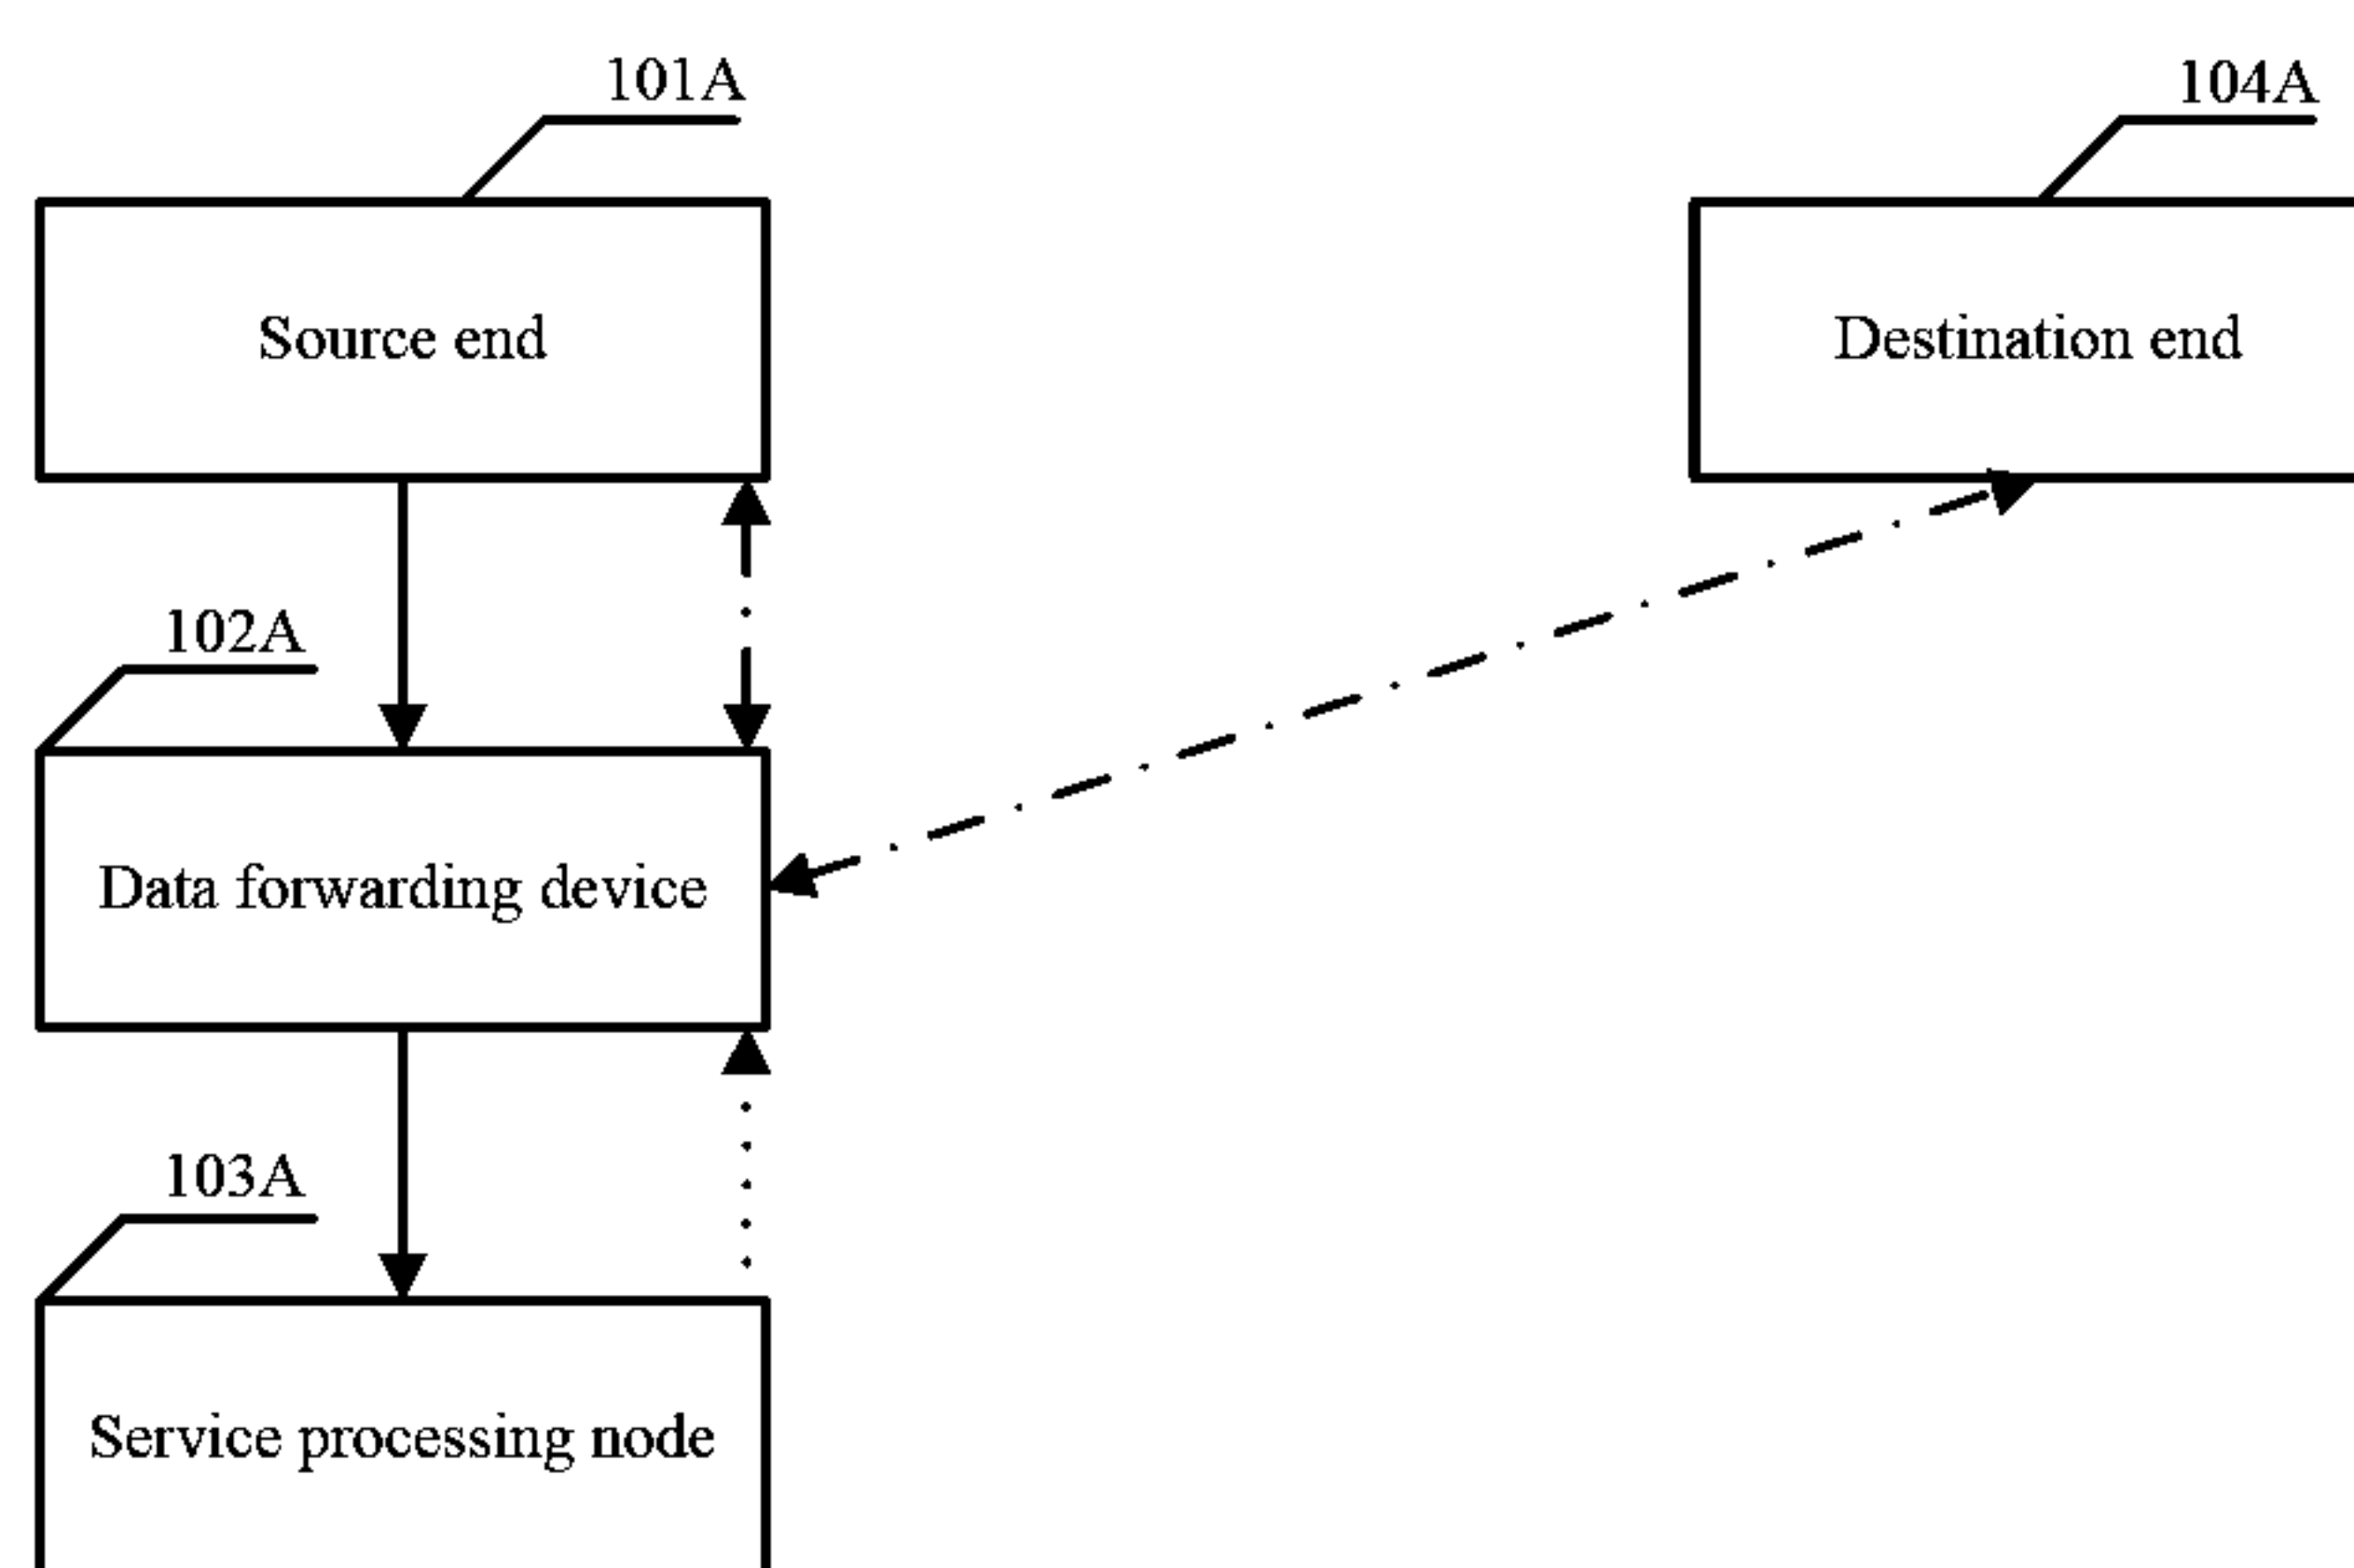 101A
104A
Source end
Destination end
102A
Data forwarding device
103A
Service processing node